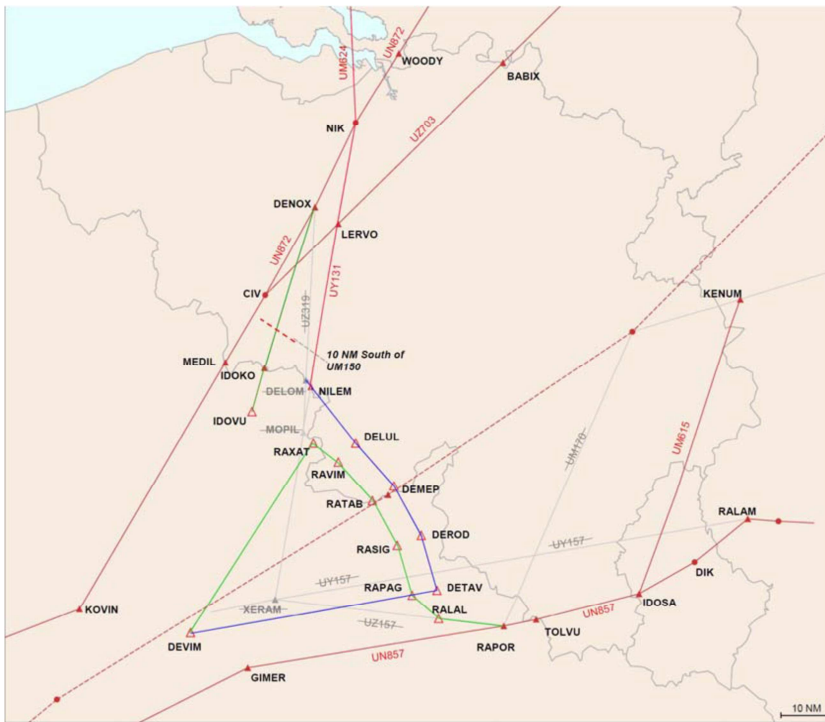 UM624
UN872
WOODY
BABIX
NIK
UZ703
DENOX
LERVO
UN872
UY131
CIV
UZ319
KENUM
10 NM South of
UM150
MEDIL
IDOKO
DELOM
NILEM
IDOVU
MOPIL
DELUL
RAXAT
UM615
UM170
RAVIM
DEMEP
RATAB
RALAM
DEROD
RASIG
UY157
DIK
UY157
RAPAG
DETAV
KOVIN
XERAM
RALAL
IDOSA
UN857
UZ157
DEVIM
RAPOR
TOLVU
UN857
GIMER
10 NM